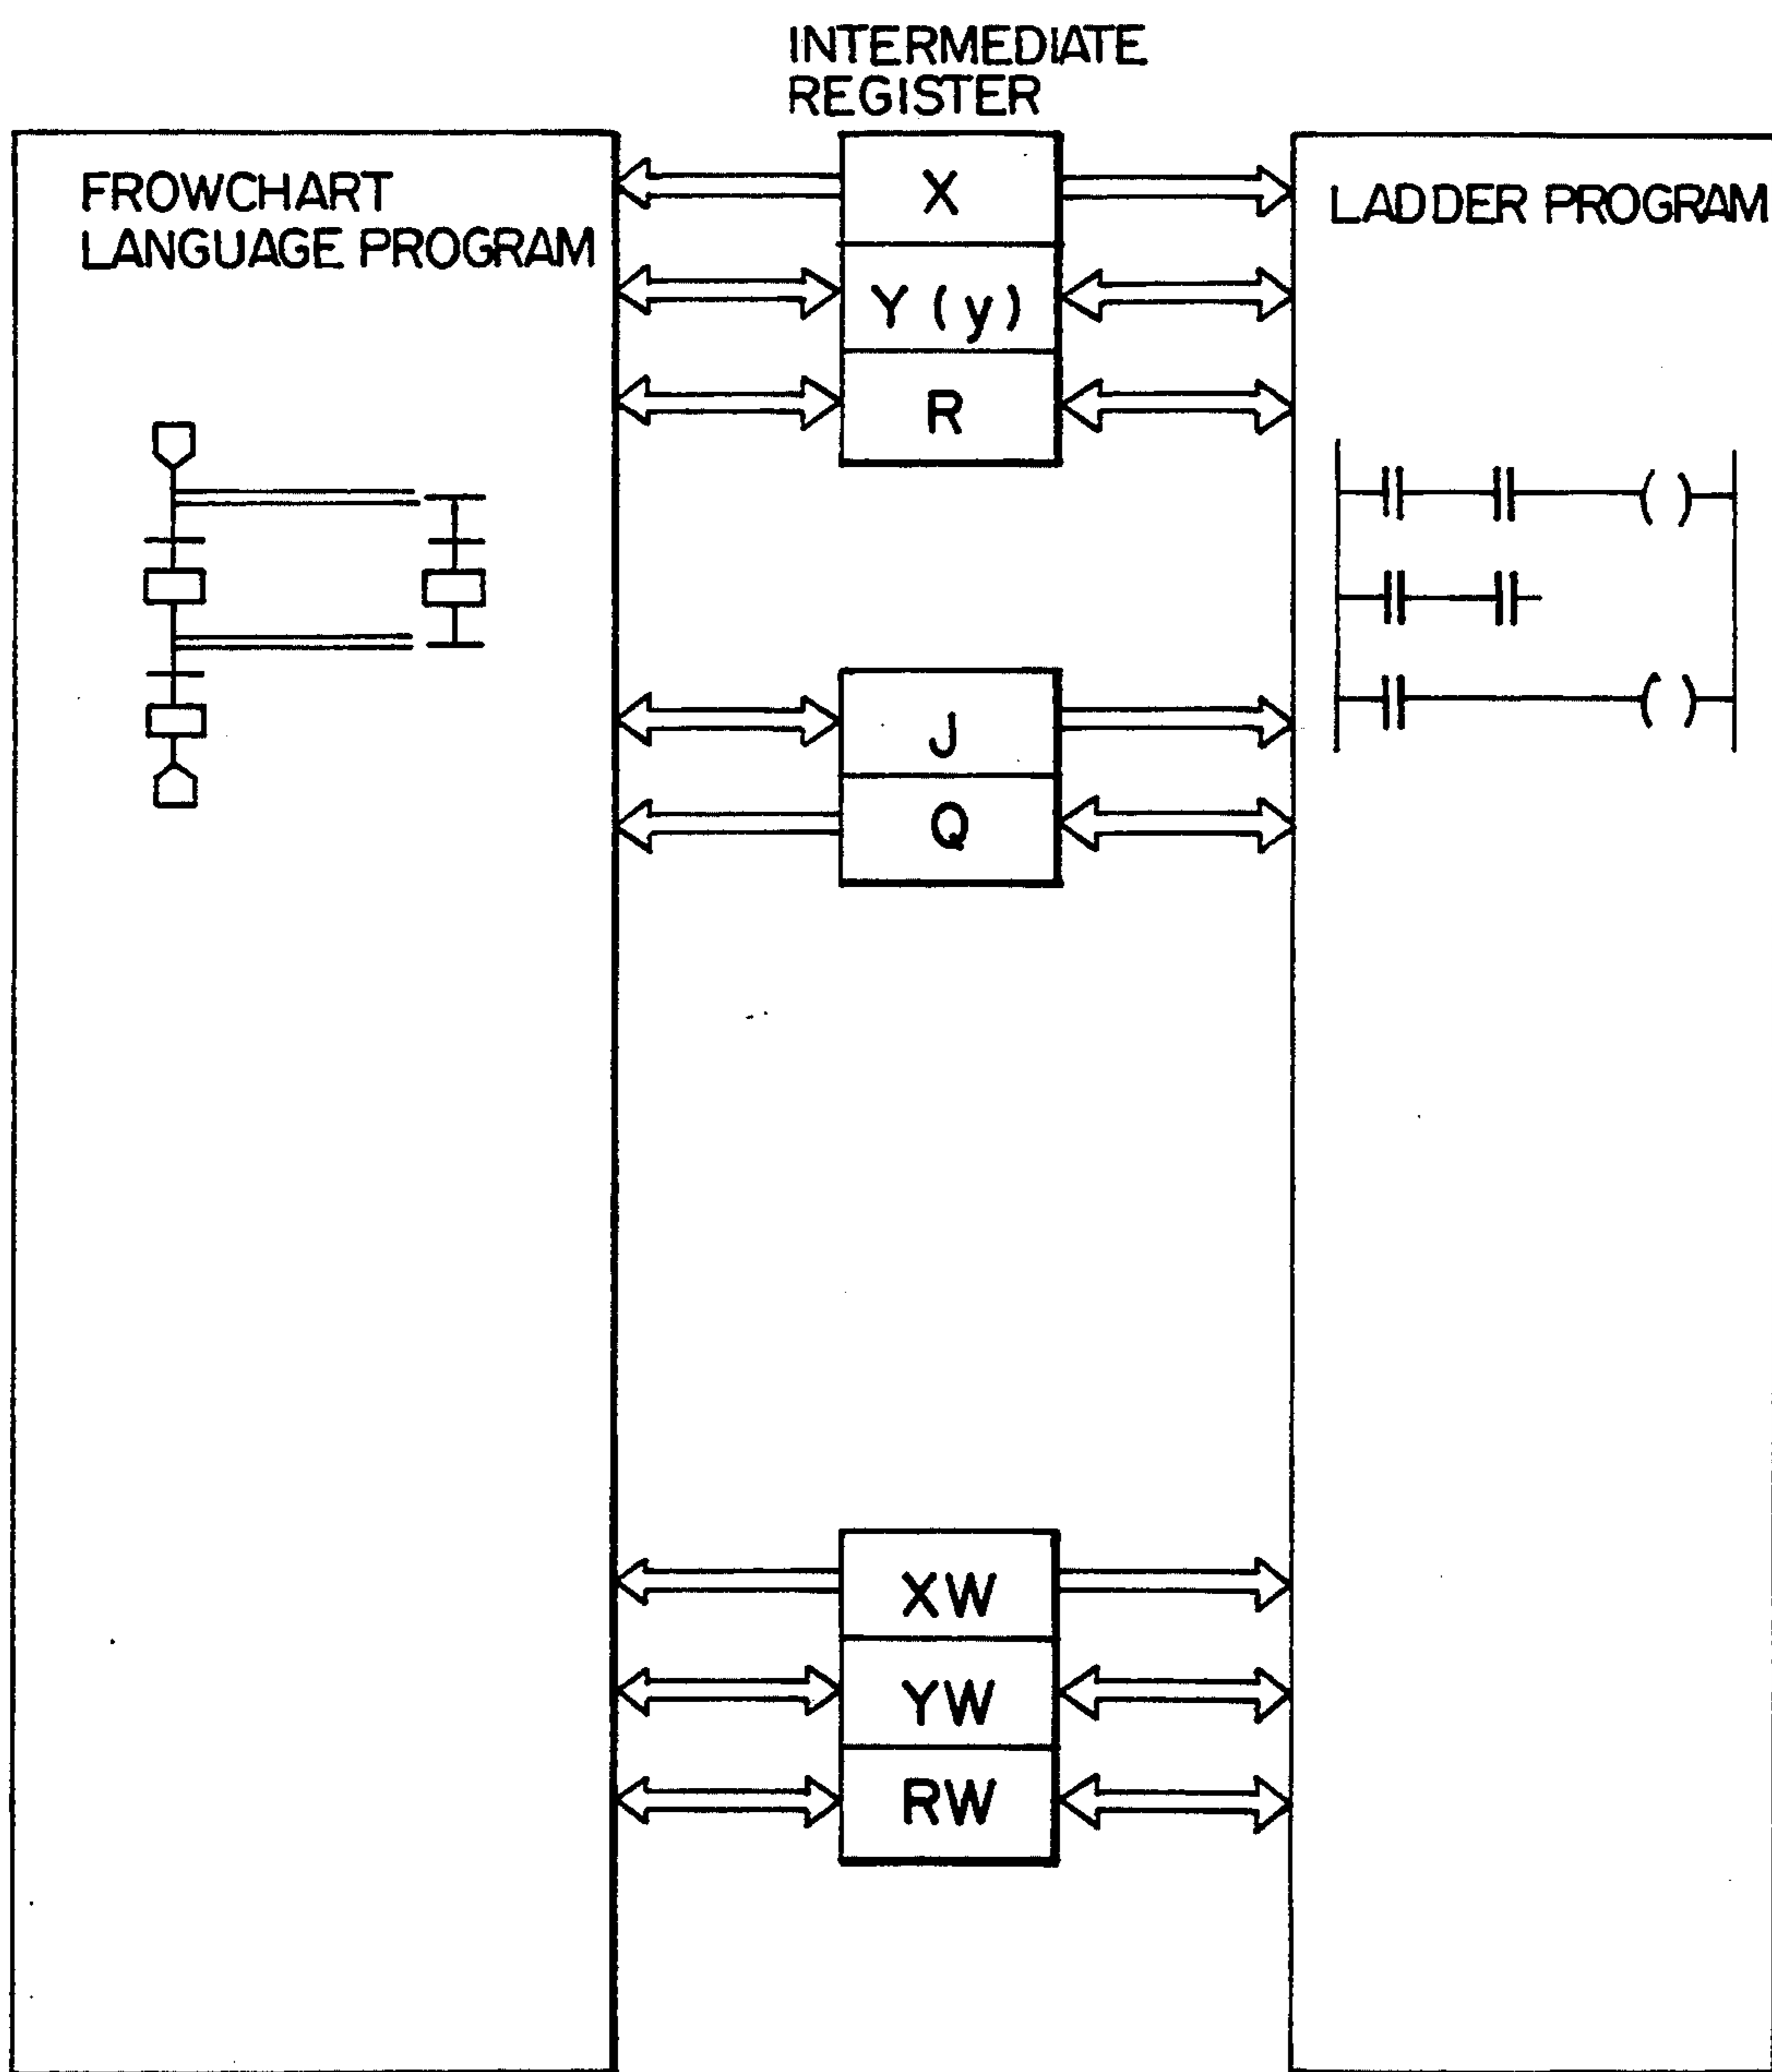 INTERMEDIATE
REGISTER
FROWCHART
LANGUAGE PROGRAM
X
Y (y)
R
J
Q
XW
YW
RW
LADDER PROGRAM